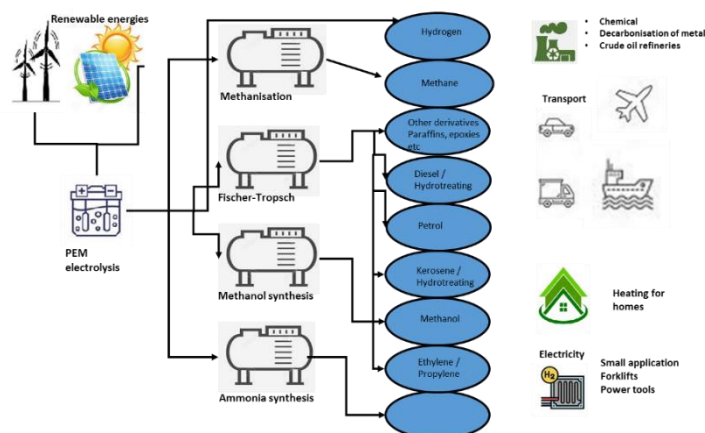 Renewable energies
PEM
electrolysis
Methanisation
Fischer-Tropsch
Methanol synthesis
Ammonia synthesis
Hydrogen
Methane
Other derivatives
Paraffins, epoxies
etc
Diesel /
Hydrotreating
Petrol
Kerosene /
Hydrotreating
Methanol
Ethylene /
Propylene
• Chemical
• Decarbonisation of metal
• Crude oil refineries
Transport
Heating for
homes
Electricity
H2
Small application
Forklifts
Power tools